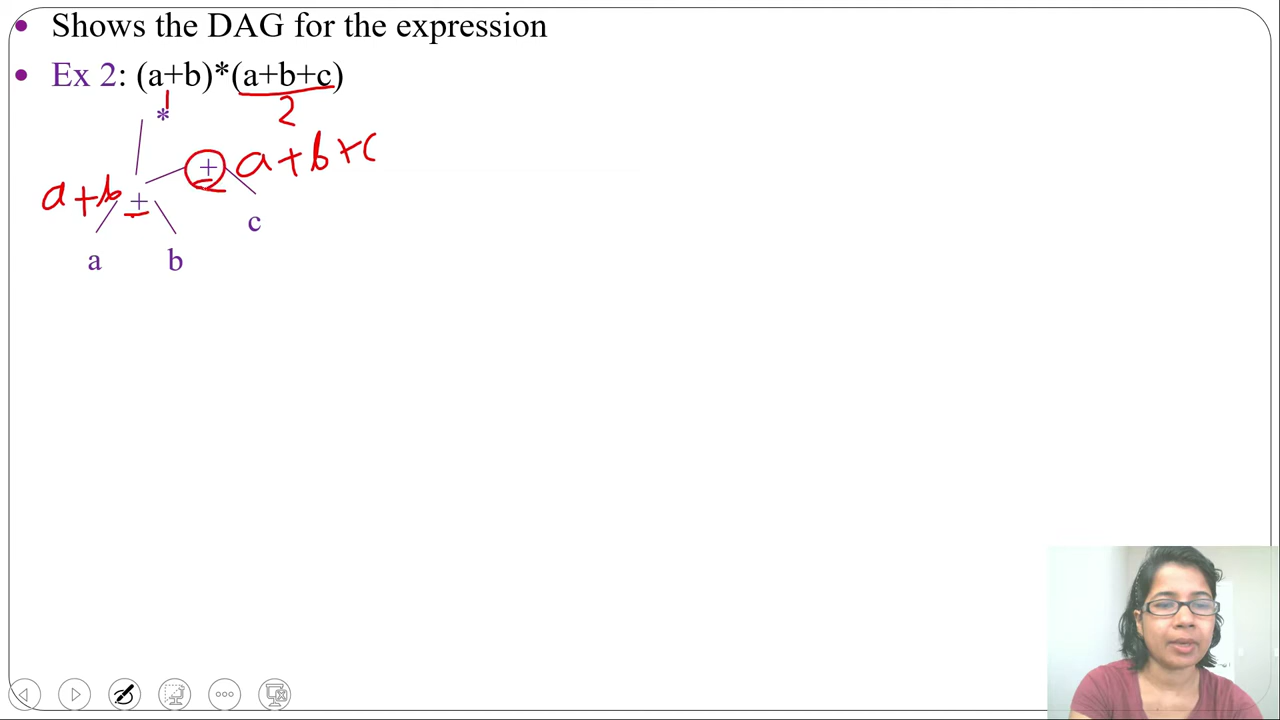 Shows the DAG for the expression
Ex 2: (a+b)*(a+b+c)
1
2
*
+ a+b+c
a+b +
c
a b